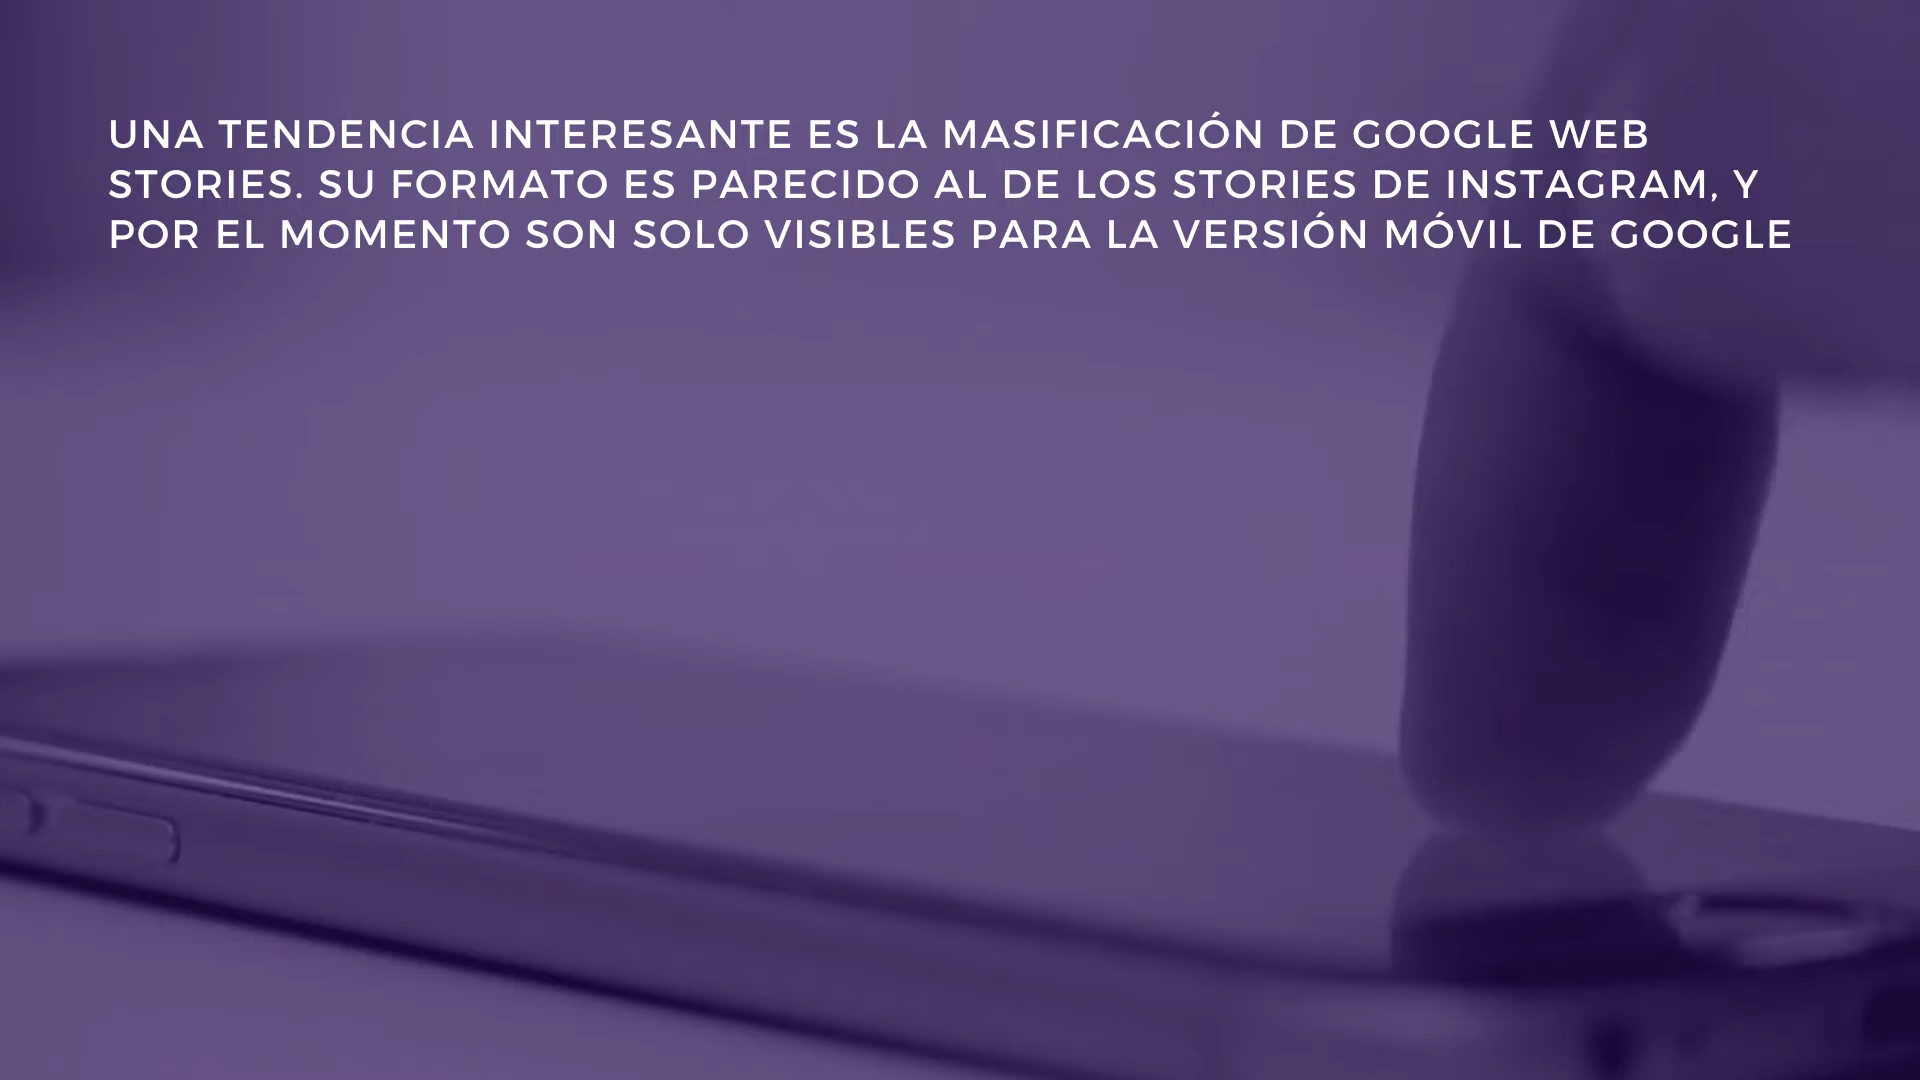 UNA TENDENCIA INTERESANTE ES LA MASIFICACIÓN DE GOOGLE WEB
STORIES. SU FORMATO ES PARECIDO AL DE LOS STORIES DE INSTAGRAM, Y
POR EL MOMENTO SON SOLO VISIBLES PARA LA VERSIÓN MÓVIL DE GOOGLE